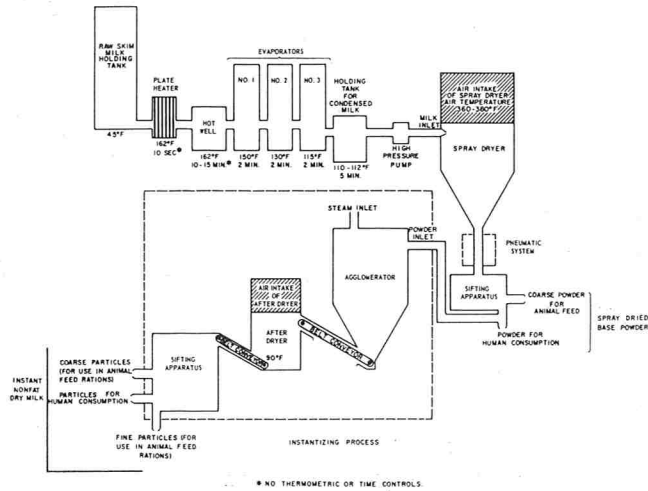 RAW SKIM
MILK
HOLDING
TANK
45°F
PLATE
HEATER
162°F
10 SEC*
HOT
WELL
162°F
10-15 MIN.*
EVAPORATORS
NO. 1
150°F
2 MIN.
NO. 2
130°F
2 MIN.
NO. 3
115°F
2 MIN.
HOLDING
TANK
FOR
CONDENSED
MILK
110-112°F
5 MIN.
HIGH
PRESSURE
PUMP
MILK
INLET
AIR INTAKE
OF SPRAY DRYER
AIR TEMPERATURE
360-380°F
SPRAY DRYER
PNEUMATIC
SYSTEM
SIFTING
APPARATUS
COARSE POWDER
FOR
ANIMAL FEED
POWDER FOR
HUMAN CONSUMPTION
SPRAY DRIED
BASE POWDER
STEAM INLET
POWDER
INLET
AGGLOMERATOR
BELT CONVEYOR
AIR INTAKE
OF
AFTER DRYER
AFTER
DRYER
90°F
BELT CONVEYOR
SIFTING
APPARATUS
COARSE PARTICLES
(FOR USE IN ANIMAL
FEED RATIONS)
PARTICLES FOR
HUMAN CONSUMPTION
INSTANT
NONFAT
DRY MILK
FINE PARTICLES (FOR
USE IN ANIMAL FEED
RATIONS)
INSTANTIZING PROCESS
* NO THERMOMETRIC OR TIME CONTROLS.